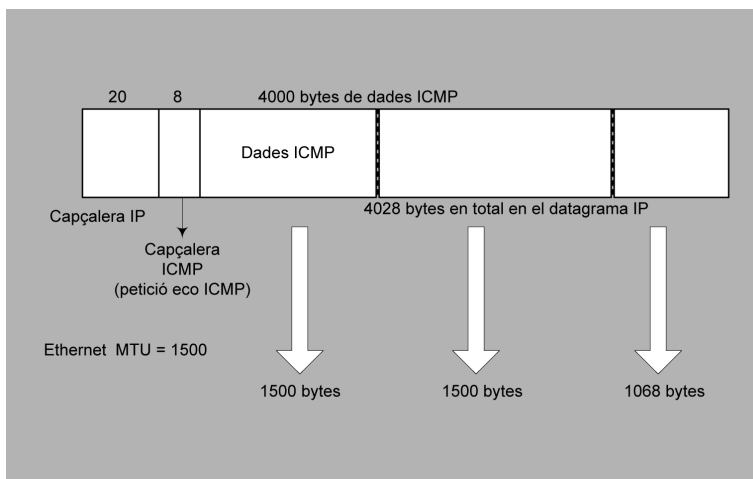 20 8 4000 bytes de dades ICMP
Dades ICMP
Capçalera IP
4028 bytes en total en el datagrama IP
Capçalera
ICMP
(petició eco ICMP)
Ethernet MTU = 1500
1500 bytes 1500 bytes 1068 bytes